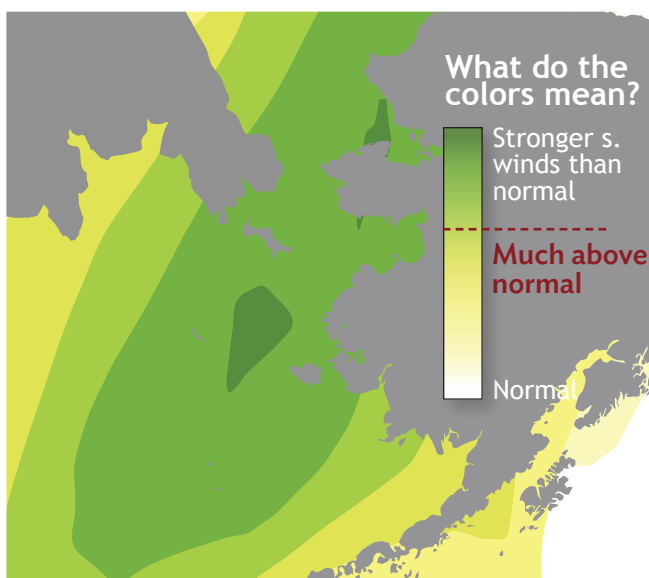 What do the
colors mean?
Stronger s.
winds than
normal
Much above
normal
Normal